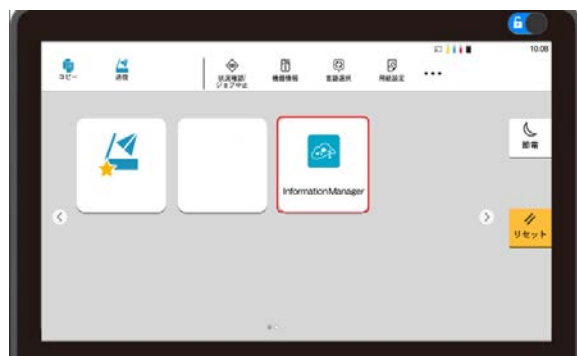 10:08
コピー
送信
状況確認/
ジョブ中止
機器情報
言語選択
用紙設定
InformationManager
節電
リセット